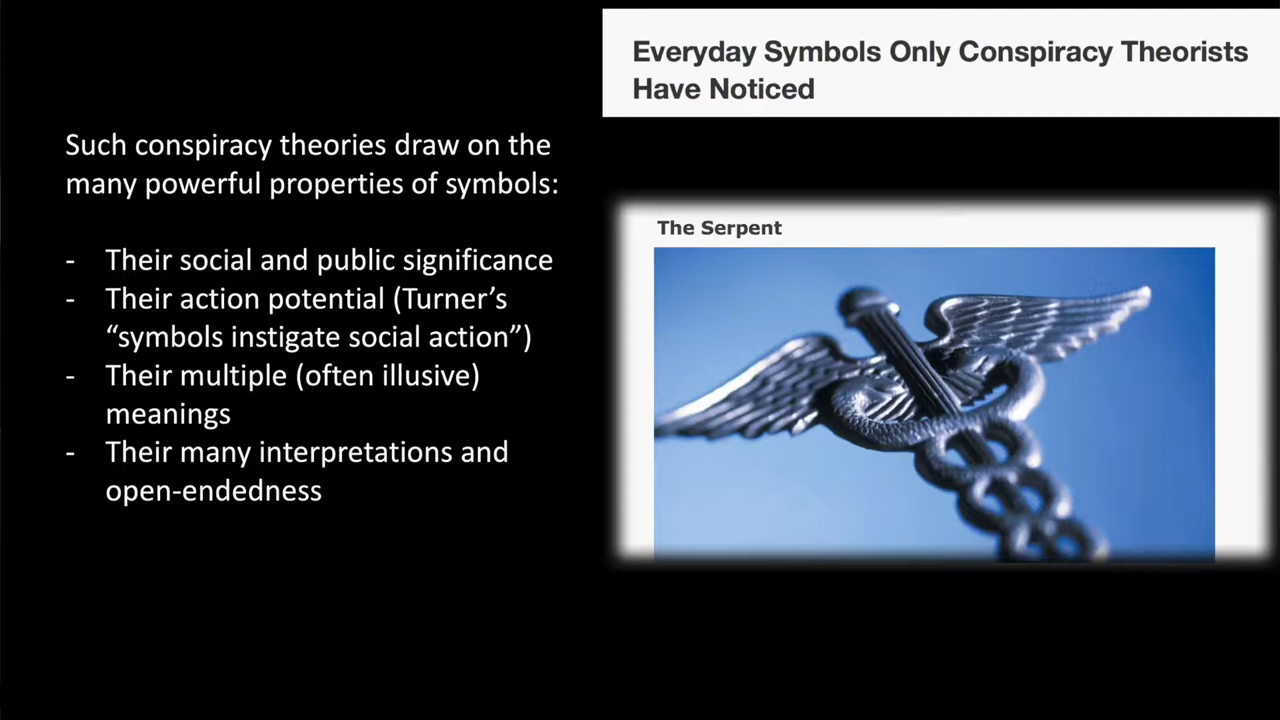 Everyday Symbols Only Conspiracy Theorists
Have Noticed
Such conspiracy theories draw on the
many powerful properties of symbols:
- Their social and public significance
- Their action potential (Turner’s
“symbols instigate social action”)
- Their multiple (often illusive)
meanings
- Their many interpretations and
open-endedness
The Serpent